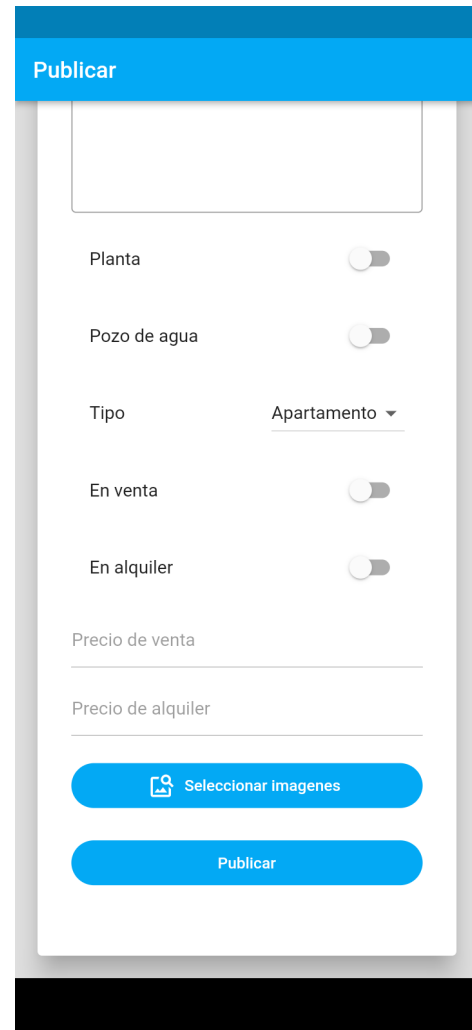 Publicar
Planta
Pozo de agua
Tipo Apartamento
En venta
En alquiler
Precio de venta
Precio de alquiler
Seleccionar imagenes
Publicar